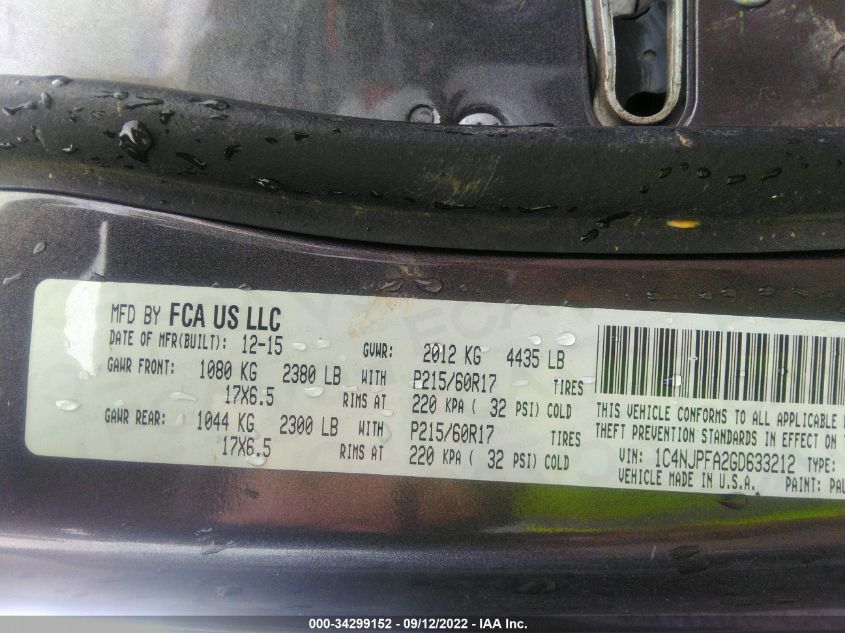 MFD BY FCA US LLC
DATE OF MFR(BUILT): 12-15 GVWR: 2012 KG 4435 LB
GAWR FRONT: 1080 KG 2380 LB WITH P215/60R17 TIRES
17X6.5 RIMS AT 220 KPA ( 32 PSI) COLD
GAWR REAR: 1044 KG 2300 LB WITH P215/60R17 TIRES
17X6.5 RIMS AT 220 KPA ( 32 PSI) COLD
THIS VEHICLE CONFORMS TO ALL APPLICABLE
THEFT PREVENTION STANDARDS IN EFFECT ON
VIN: 1C4NJPFA2GD633212 TYPE:
VEHICLE MADE IN U.S.A. PAINT: PAU
000-34299152 - 09/12/2022 - IAA Inc.